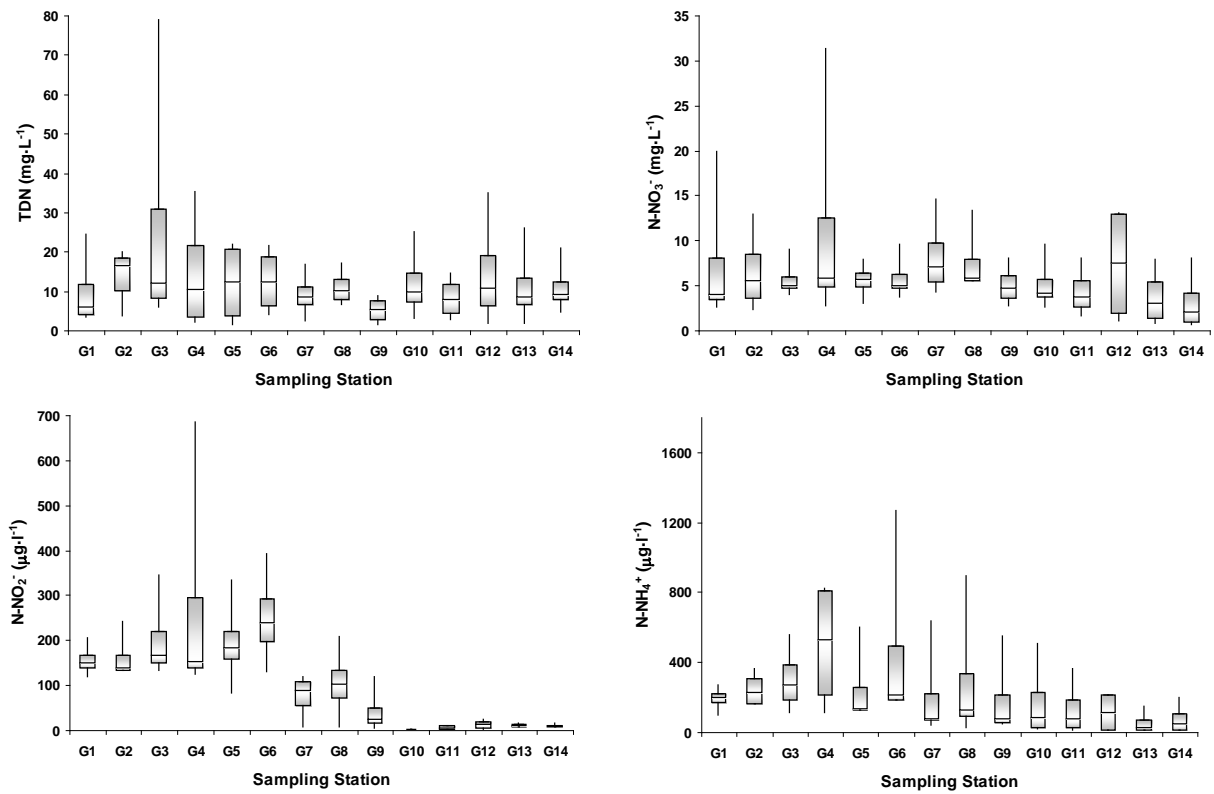 TDN (mg·L⁻¹)
80
70
60
50
40
30
20
10
0
G1 G2 G3 G4 G5 G6 G7 G8 G9 G10 G11 G12 G13 G14
Sampling Station
N-NO₃⁻ (mg·L⁻¹)
35
30
25
20
15
10
5
0
G1 G2 G3 G4 G5 G6 G7 G8 G9 G10 G11 G12 G13 G14
Sampling Station
N-NO₂⁻ (µg·l⁻¹)
700
600
500
400
300
200
100
0
G1 G2 G3 G4 G5 G6 G7 G8 G9 G10 G11 G12 G13 G14
Sampling Station
N-NH₄⁺ (µg·l⁻¹)
1600
1200
800
400
0
G1 G2 G3 G4 G5 G6 G7 G8 G9 G10 G11 G12 G13 G14
Sampling Station